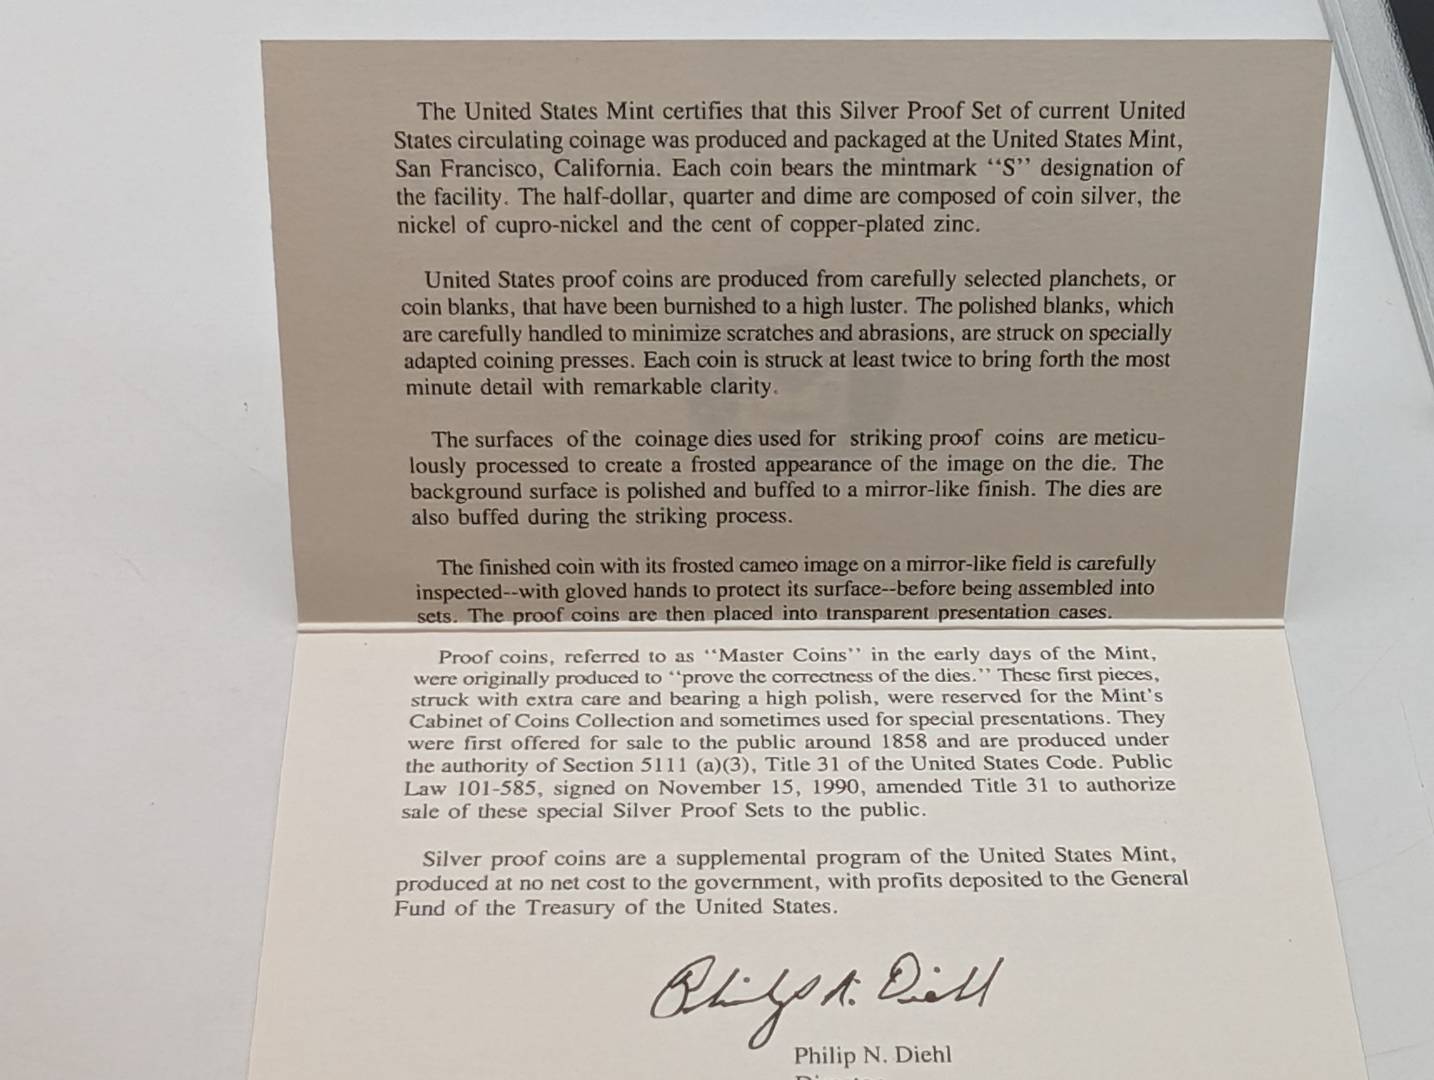 The United States Mint certifies that this Silver Proof Set of current United
States circulating coinage was produced and packaged at the United States Mint,
San Francisco, California. Each coin bears the mintmark ‘‘S’’ designation of
the facility. The half-dollar, quarter and dime are composed of coin silver, the
nickel of cupro-nickel and the cent of copper-plated zinc.
United States proof coins are produced from carefully selected planchets, or
coin blanks, that have been burnished to a high luster. The polished blanks, which
are carefully handled to minimize scratches and abrasions, are struck on specially
adapted coining presses. Each coin is struck at least twice to bring forth the most
minute detail with remarkable clarity.
The surfaces of the coinage dies used for striking proof coins are meticu-
lously processed to create a frosted appearance of the image on the die. The
background surface is polished and buffed to a mirror-like finish. The dies are
also buffed during the striking process.
The finished coin with its frosted cameo image on a mirror-like field is carefully
inspected--with gloved hands to protect its surface--before being assembled into
sets. The proof coins are then placed into transparent presentation cases.
Proof coins, referred to as ‘‘Master Coins’’ in the early days of the Mint,
were originally produced to ‘‘prove the correctness of the dies.’’ These first pieces,
struck with extra care and bearing a high polish, were reserved for the Mint's
Cabinet of Coins Collection and sometimes used for special presentations. They
were first offered for sale to the public around 1858 and are produced under
the authority of Section 5111 (a)(3), Title 31 of the United States Code. Public
Law 101-585, signed on November 15, 1990, amended Title 31 to authorize
sale of these special Silver Proof Sets to the public.
Silver proof coins are a supplemental program of the United States Mint,
produced at no net cost to the government, with profits deposited to the General
Fund of the Treasury of the United States.
Philip N. Diehl
Philip N. Diehl